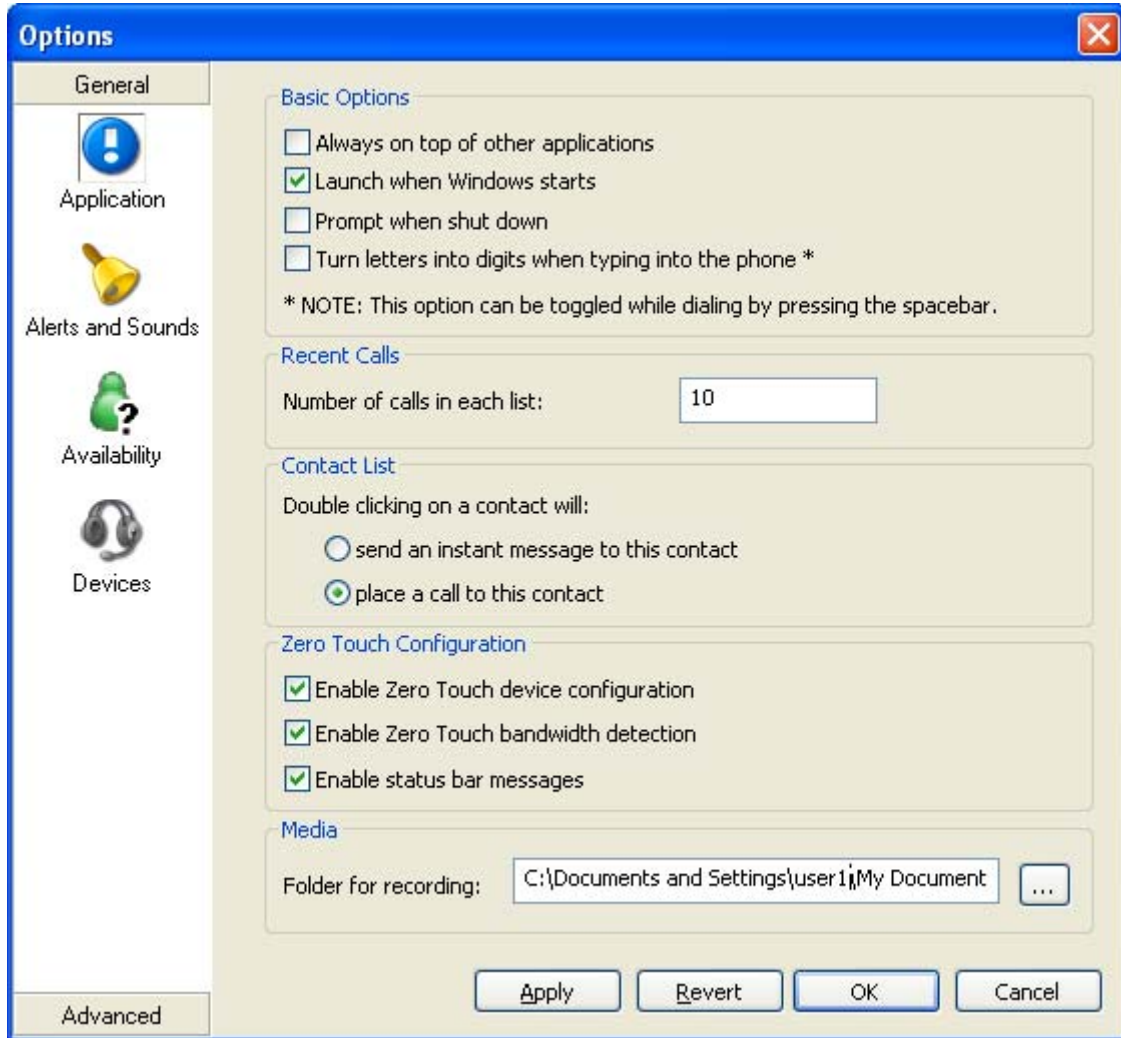 Options
General
Application
Alerts and Sounds
Availability
Devices
Advanced
Basic Options
Always on top of other applications
Launch when Windows starts
Prompt when shut down
Turn letters into digits when typing into the phone *
* NOTE: This option can be toggled while dialing by pressing the spacebar.
Recent Calls
Number of calls in each list: 10
Contact List
Double clicking on a contact will:
send an instant message to this contact
place a call to this contact
Zero Touch Configuration
Enable Zero Touch device configuration
Enable Zero Touch bandwidth detection
Enable status bar messages
Media
Folder for recording: C:\Documents and Settings\user1\My Document ...
Apply Revert OK Cancel